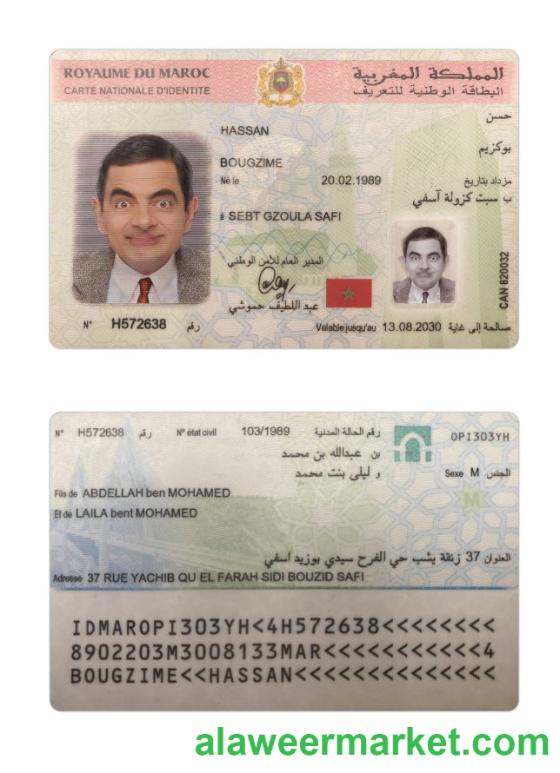 ROYAUME DU MAROC
المملكة المغربية
CARTE NATIONALE D'IDENTITE
البطاقة الوطنية للتعريف
حسن
HASSAN
بوكزيم
BOUGZIME
Né le 20.02.1989 مزداد بتاريخ
ب سبت كزولة آسفي
à SEBT GZOULA SAFI
المدير العام للأمن الوطني
عبد اللطيف حموشي
CAN 620032
N° H572638 رقم
Valable jusqu'au 13.08.2030 صالحة إلى غاية
N° H572638 رقم N° état civil 103/1989 رقم الحالة المدنية
OPI303YH
بن عبدالله بن محمد
و ليلى بنت محمد
Sexe M الجنس
M
Fils de ABDELLAH ben MOHAMED
Et de LAILA bent MOHAMED
العنوان 37 زنقة يشب حي الفرح سيدي بوزيد اسفي
Adresse 37 RUE YACHIB QU EL FARAH SIDI BOUZID SAFI
IDMAROPI303YH<4H572638<<<<<<<<
8902203M3008133MAR<<<<<<<<<<<4
BOUGZIME<<HASSAN<<<<<<<<<<<<<<
alaweermarket.com